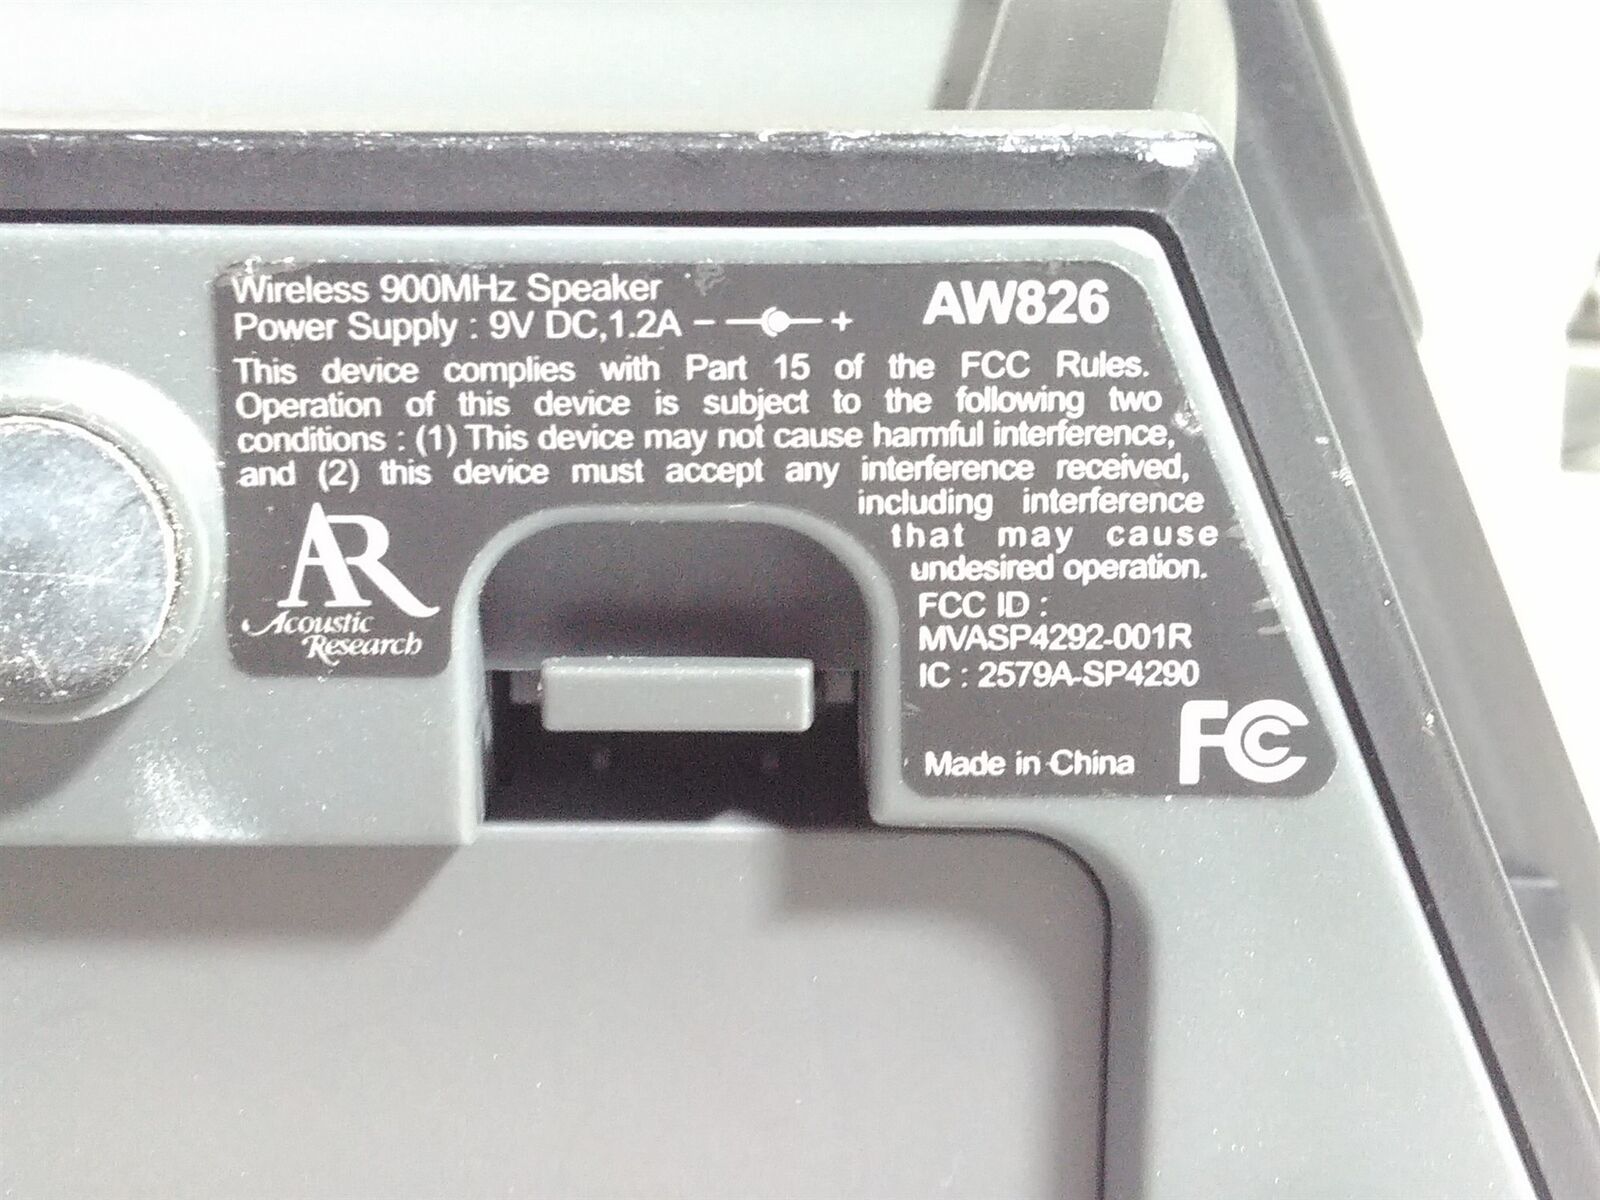 Wireless 900MHz Speaker
AW826
Power Supply : 9V DC,1.2A − +
This device complies with Part 15 of the FCC Rules.
Operation of this device is subject to the following two
conditions : (1) This device may not cause harmful interference,
and (2) this device must accept any interference received,
including interference
that may cause
undesired operation.
FCC ID :
MVASP4292-001R
IC : 2579A-SP4290
AR
Acoustic
Research
Made in China
FC